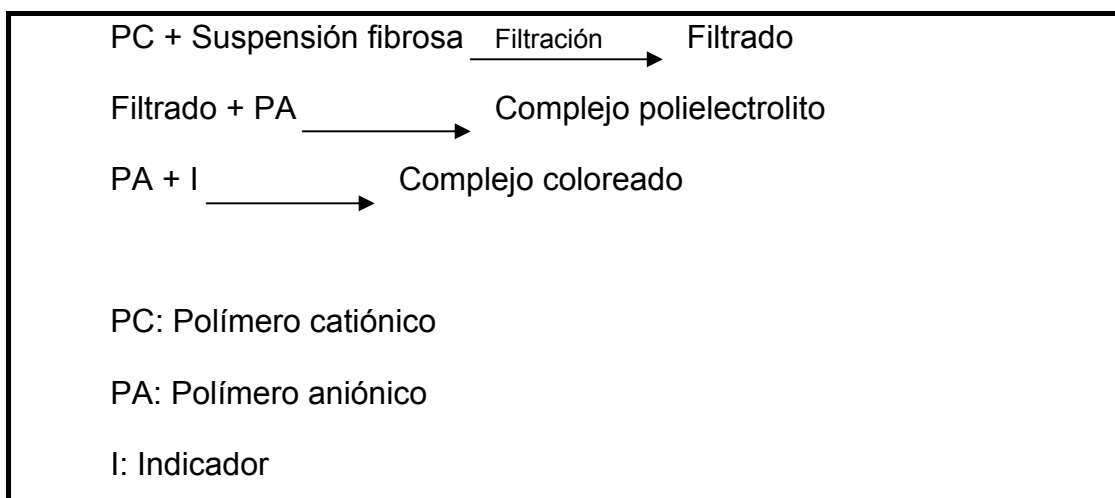 PC + Suspensión fibrosa Filtración Filtrado
Filtrado + PA Complejo polielectrolito
PA + I Complejo coloreado
PC: Polímero catiónico
PA: Polímero aniónico
I: Indicador